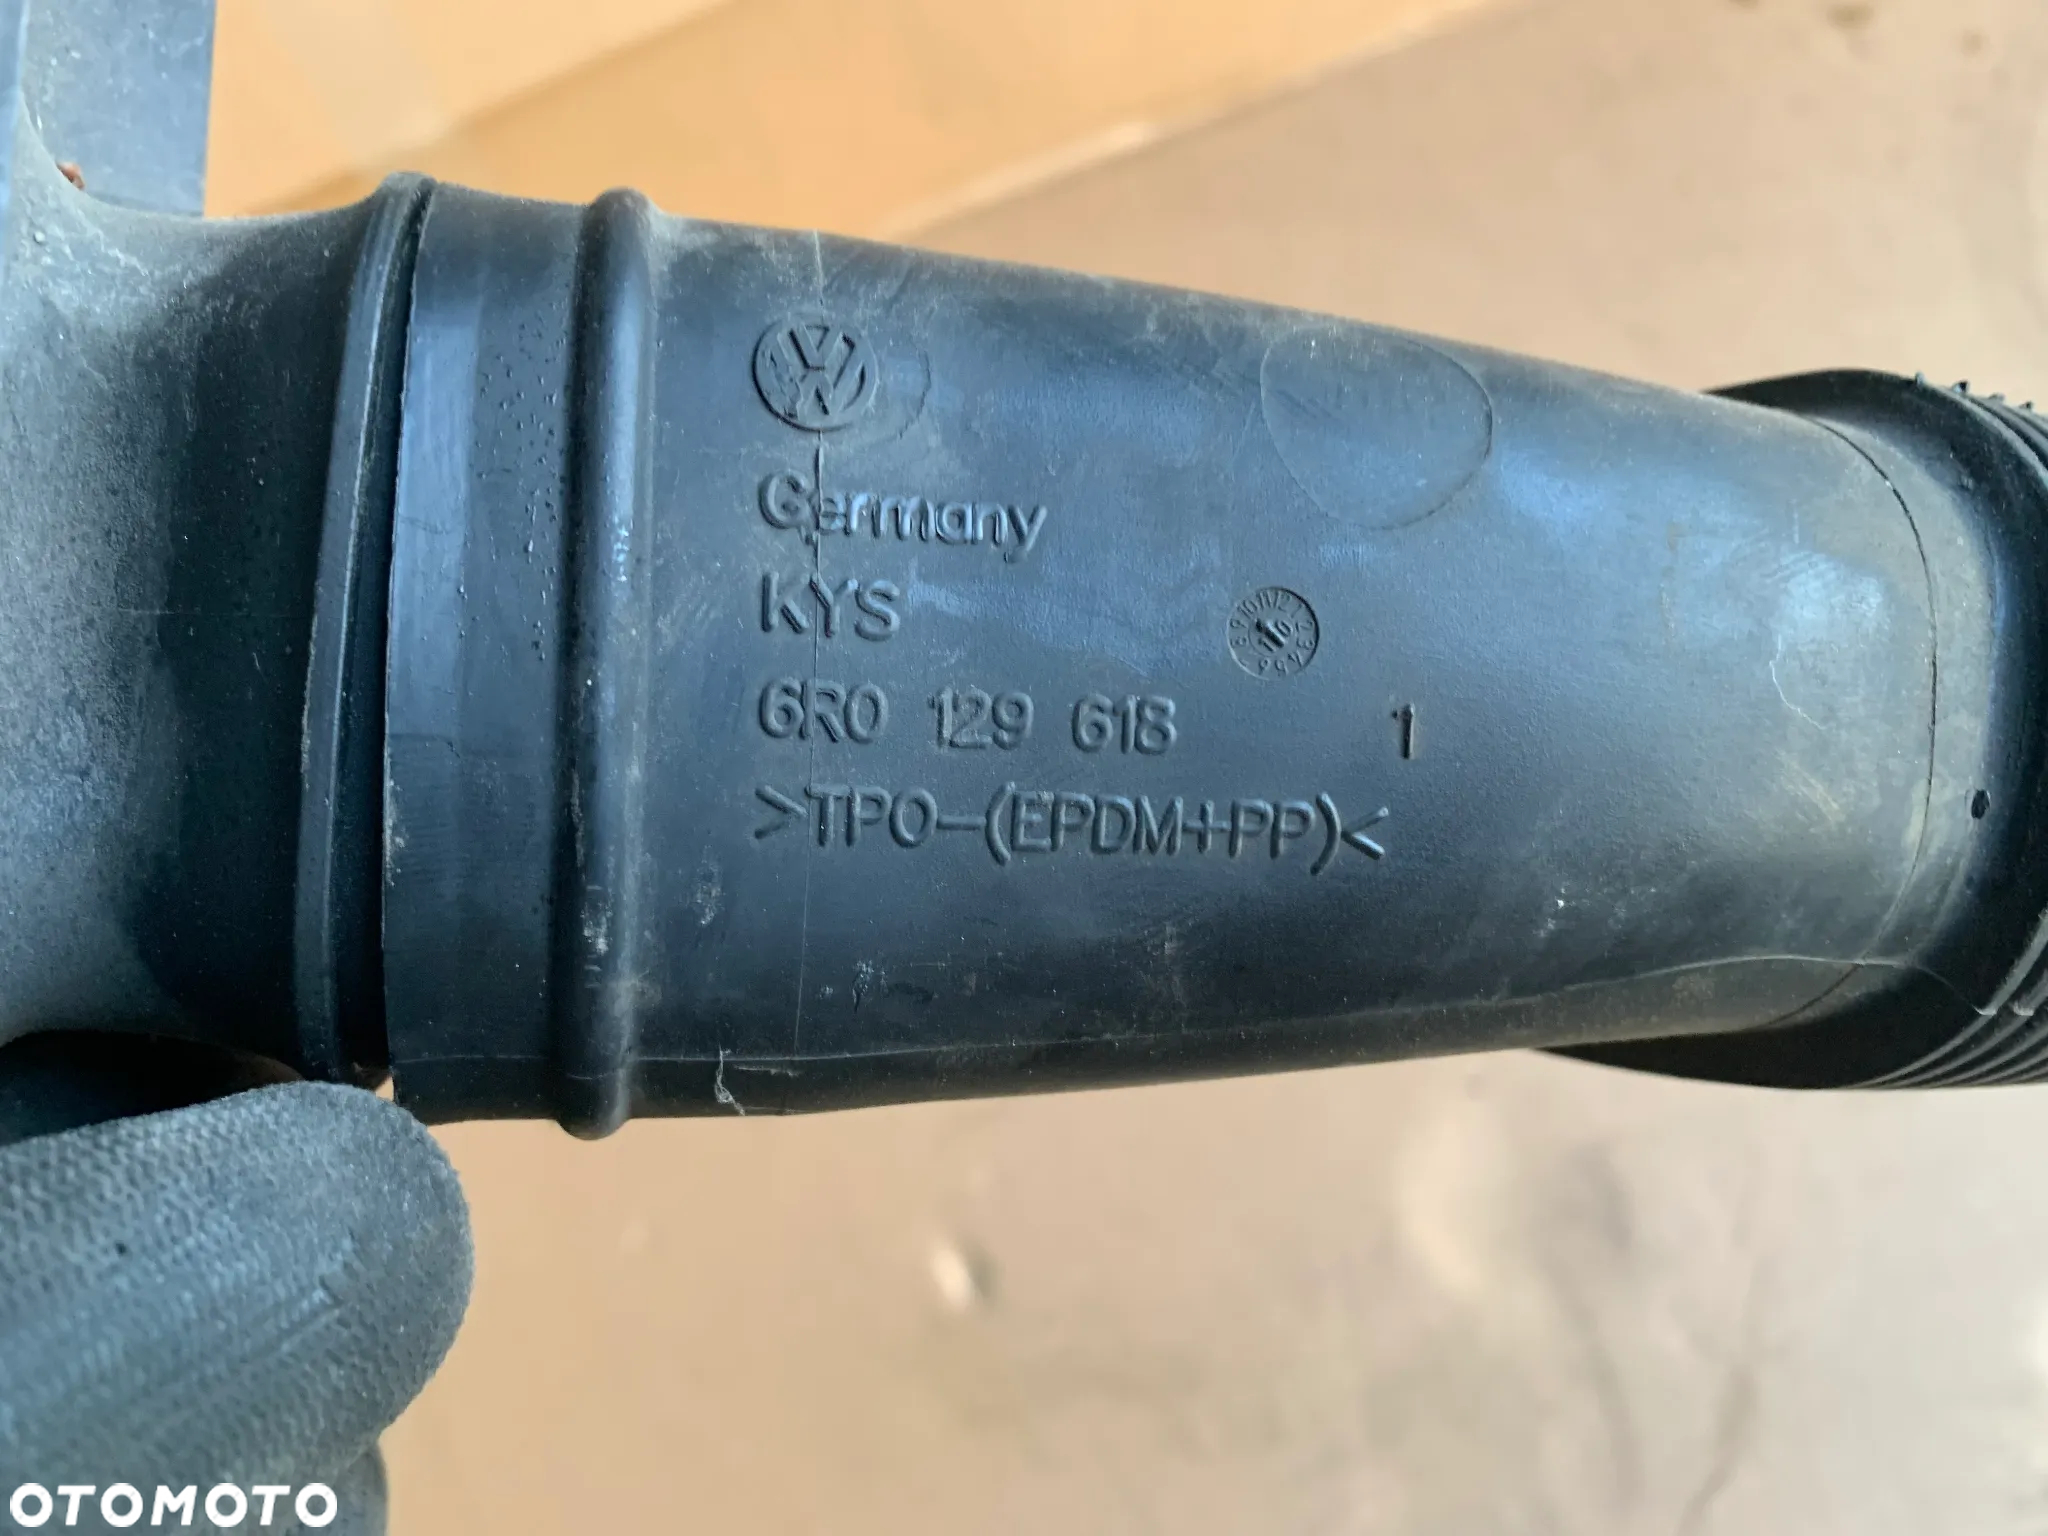 Germany
KYS
6R0 129 618 1
>TPO-(EPDM+PP)<
OTOMOTO